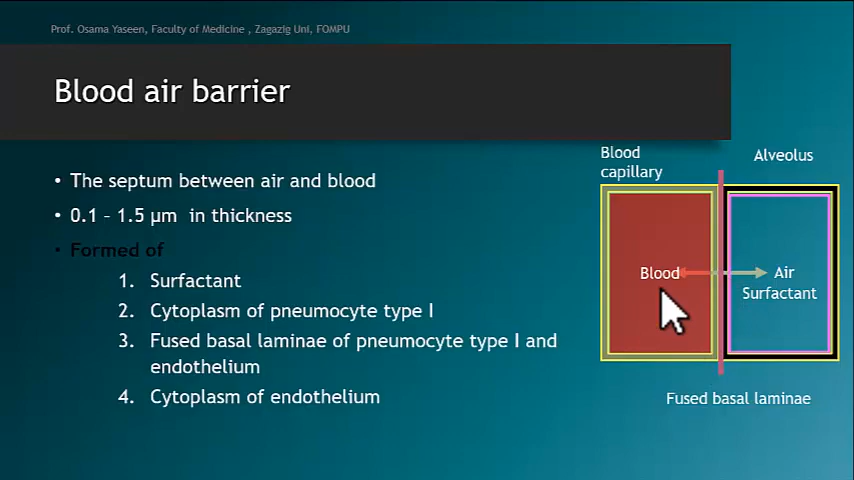 Prof. Osama Yaseen, Faculty of Medicine , Zagazig Uni, FOMPU
Blood air barrier
• The septum between air and blood
• 0.1 – 1.5 µm in thickness
• Formed of
1. Surfactant
2. Cytoplasm of pneumocyte type I
3. Fused basal laminae of pneumocyte type I and
endothelium
4. Cytoplasm of endothelium
Blood
capillary
Alveolus
Blood
Air
Surfactant
Fused basal laminae